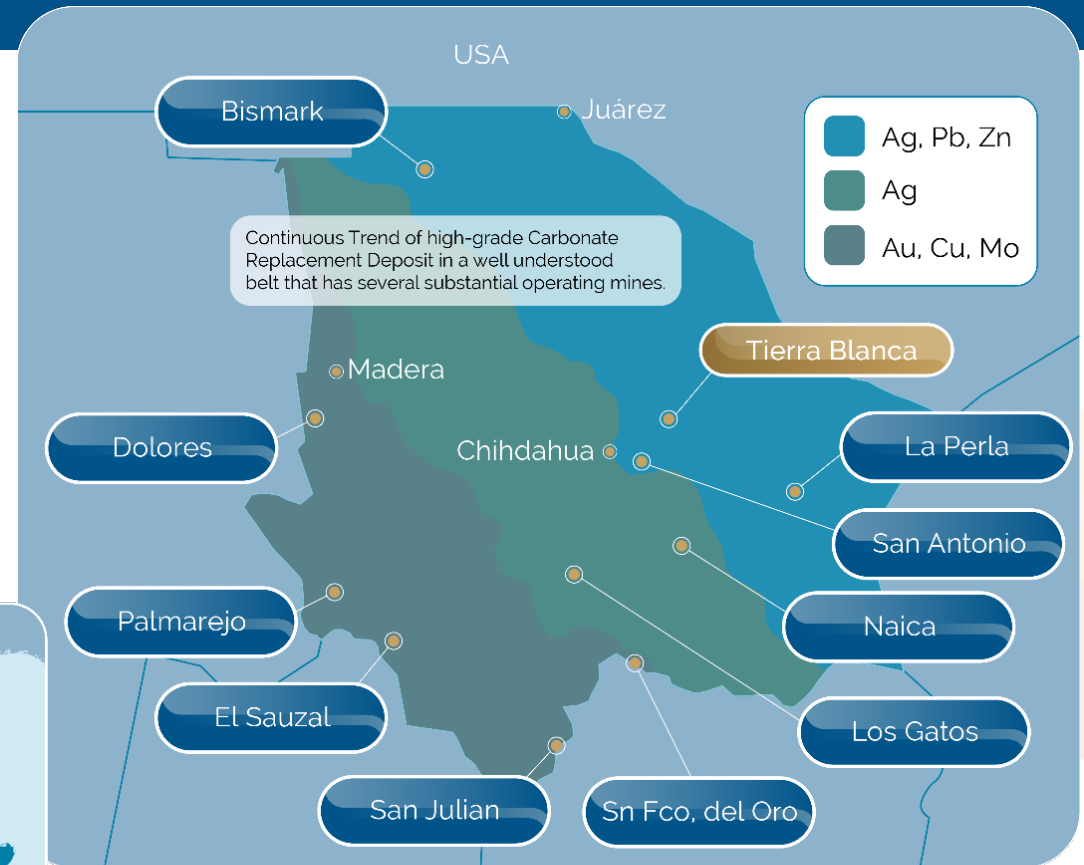 USA
Bismark
Juárez
Ag, Pb, Zn
Ag
Au, Cu, Mo
Continuous Trend of high-grade Carbonate
Replacement Deposit in a well understood
belt that has several substantial operating mines.
Tierra Blanca
Madera
Dolores
Chihdahua
La Perla
San Antonio
Palmarejo
Naica
El Sauzal
Los Gatos
San Julian
Sn Fco, del Oro